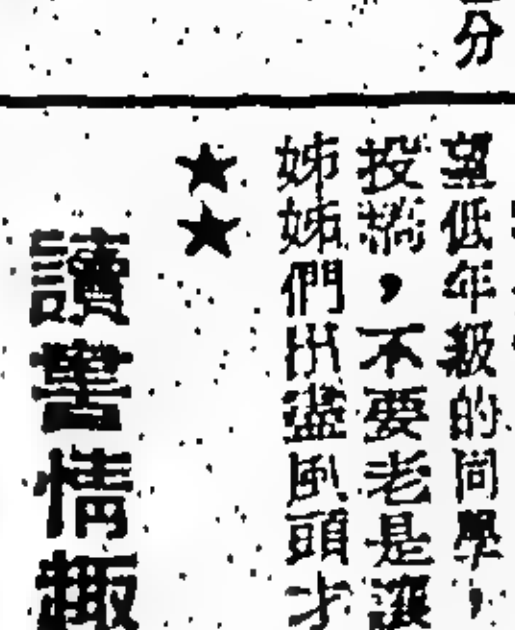 分
望低年級的同學，
投稿，不要老是讓
姊姊們出盡風頭才
★★
讀書情趣